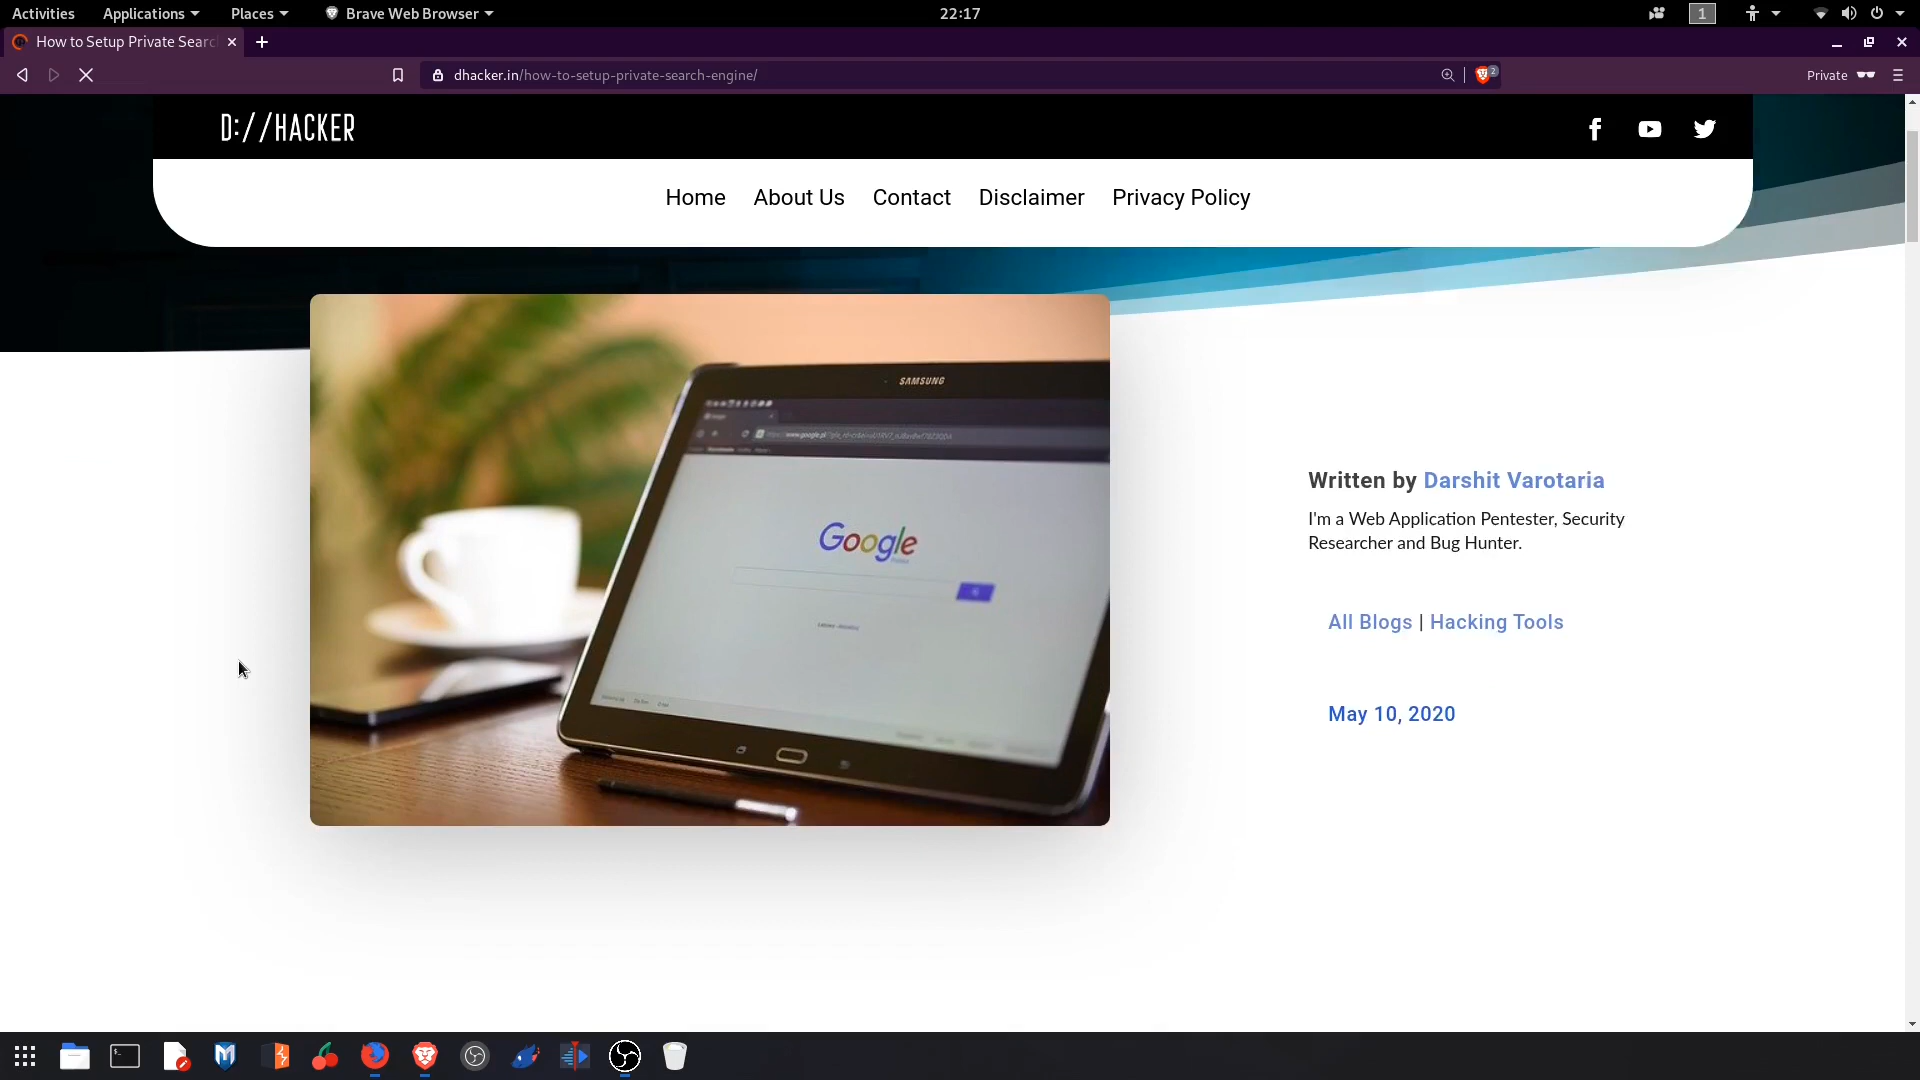 Activities Applications Places Brave Web Browser 22:17 1
How to Setup Private Searc
dhacker.in/how-to-setup-private-search-engine/ 2 Private
D://HACKER
Home About Us Contact Disclaimer Privacy Policy
SAMSUNG
Google
Written by Darshit Varotaria
I'm a Web Application Pentester, Security
Researcher and Bug Hunter.
All Blogs | Hacking Tools
May 10, 2020